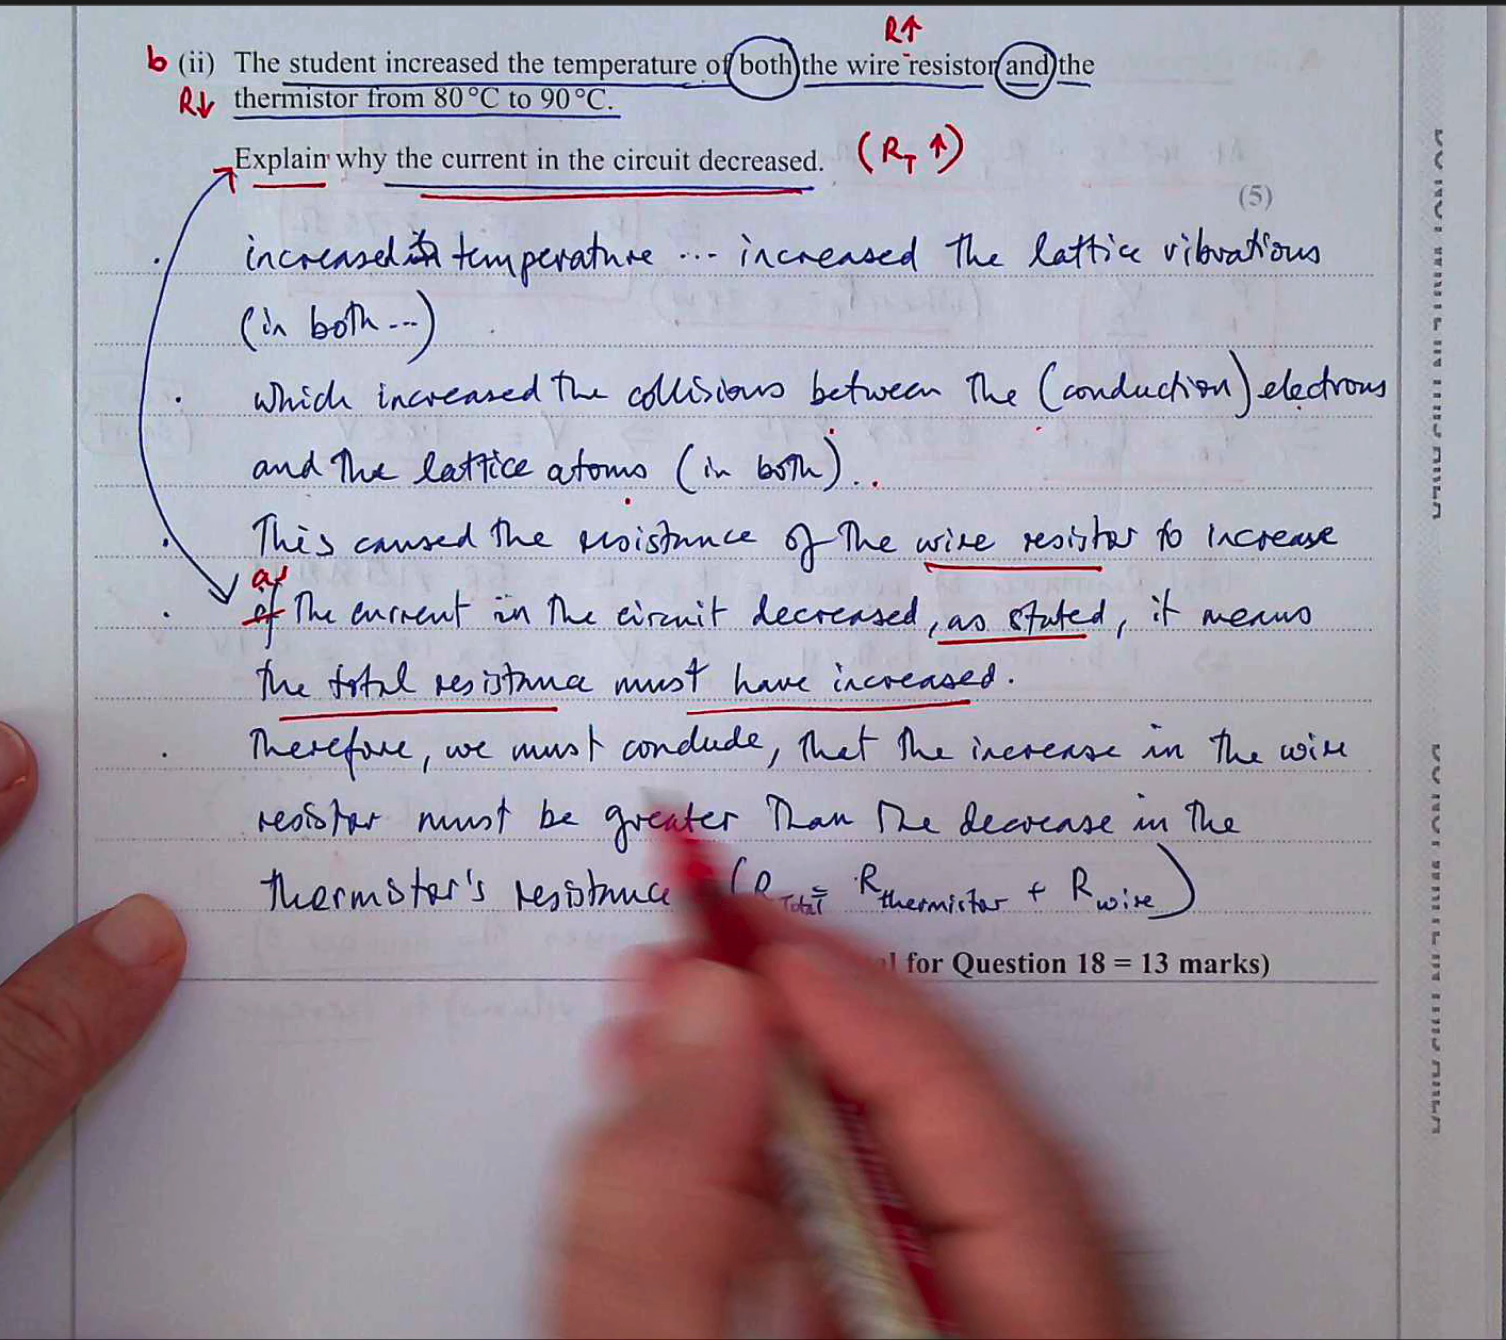 R↑
b (ii) The student increased the temperature of both the wire resistor and the
R↓ thermistor from 80 °C to 90 °C.
Explain why the current in the circuit decreased. (R_T ↑)
(5)
increased temperature ... increased the lattice vibrations
(in both ...)
which increased the collisions between the (conduction) electrons
and the lattice atoms (in both) ..
This caused the resistance of the wire resistor to increase
as
if the current in the circuit decreased, as stated, it means
the total resistance must have increased.
Therefore, we must conclude, that the increase in the wire
resistor must be greater than the decrease in the
thermistor's resistance (R Total = R thermistor + R wire)
for Question 18 = 13 marks)